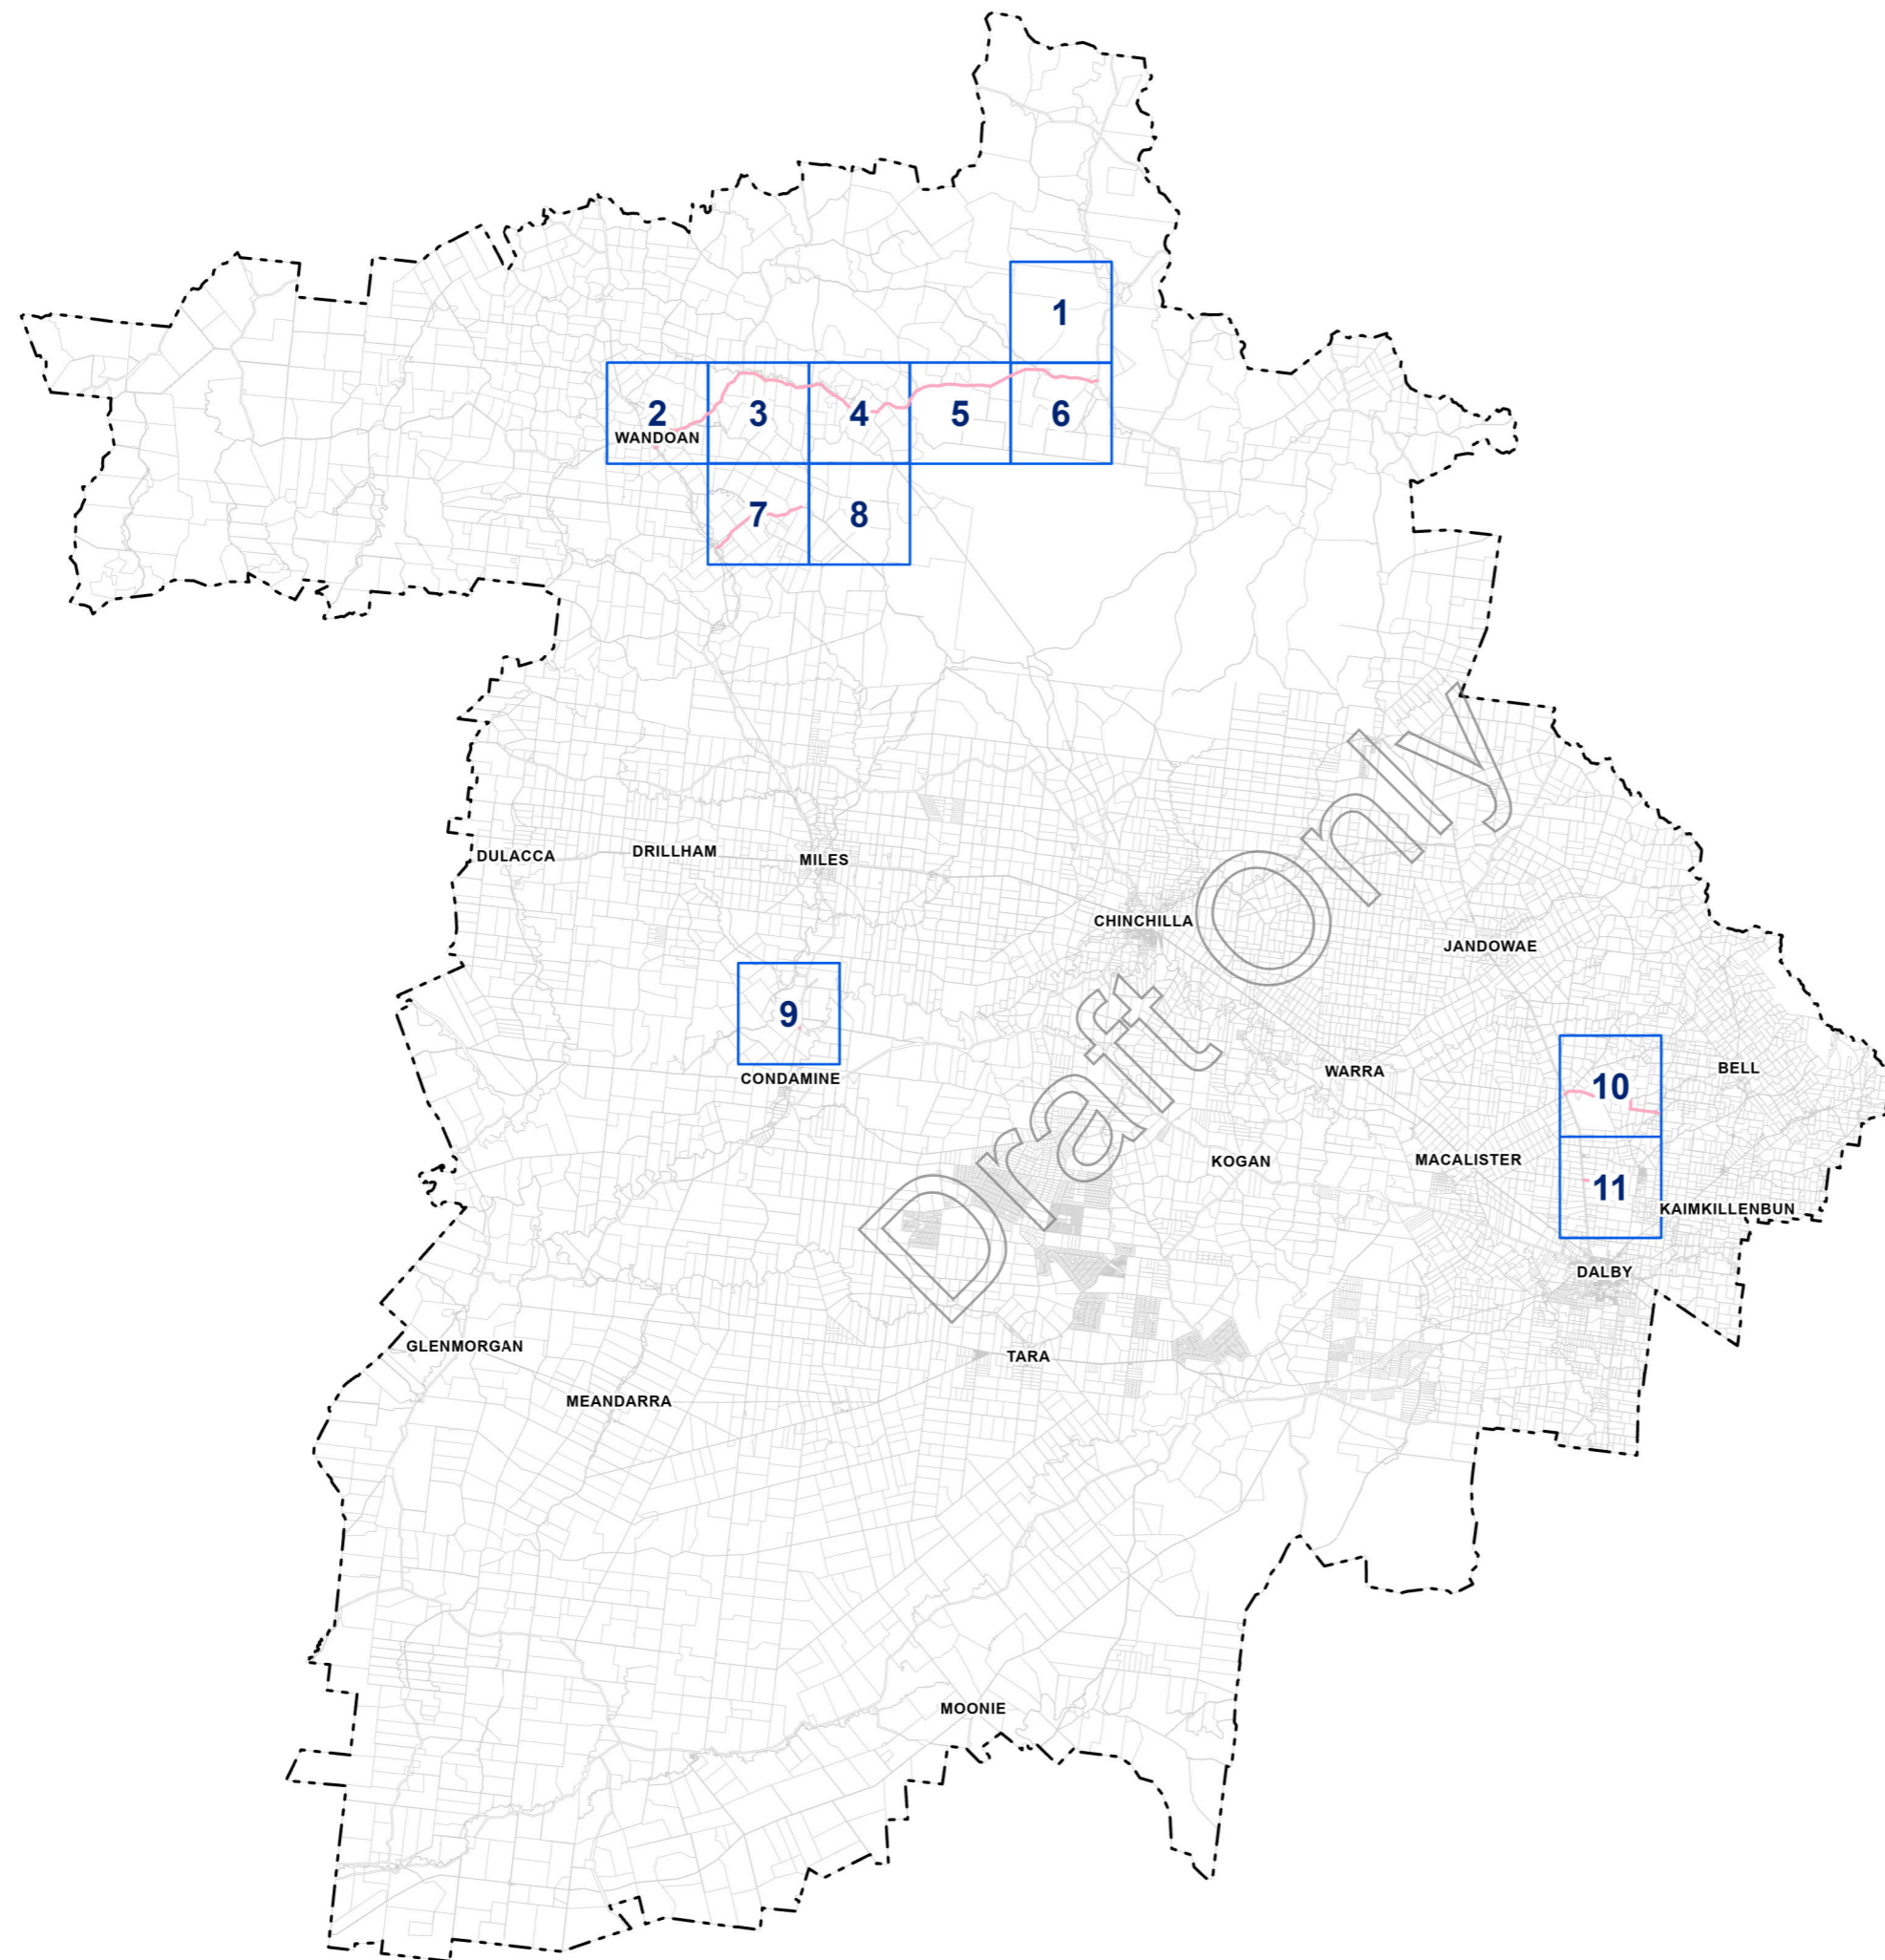 1
2
3
4
5
6
WANDOAN
7
8
DULACCA
DRILLHAM
MILES
CHINCHILLA
JANDOWAE
9
CONDAMINE
WARRA
10
BELL
KOGAN
MACALISTER
11
KAIMKILLENBUN
DALBY
Draft Only
GLENMORGAN
TARA
MEANDARRA
MOONIE